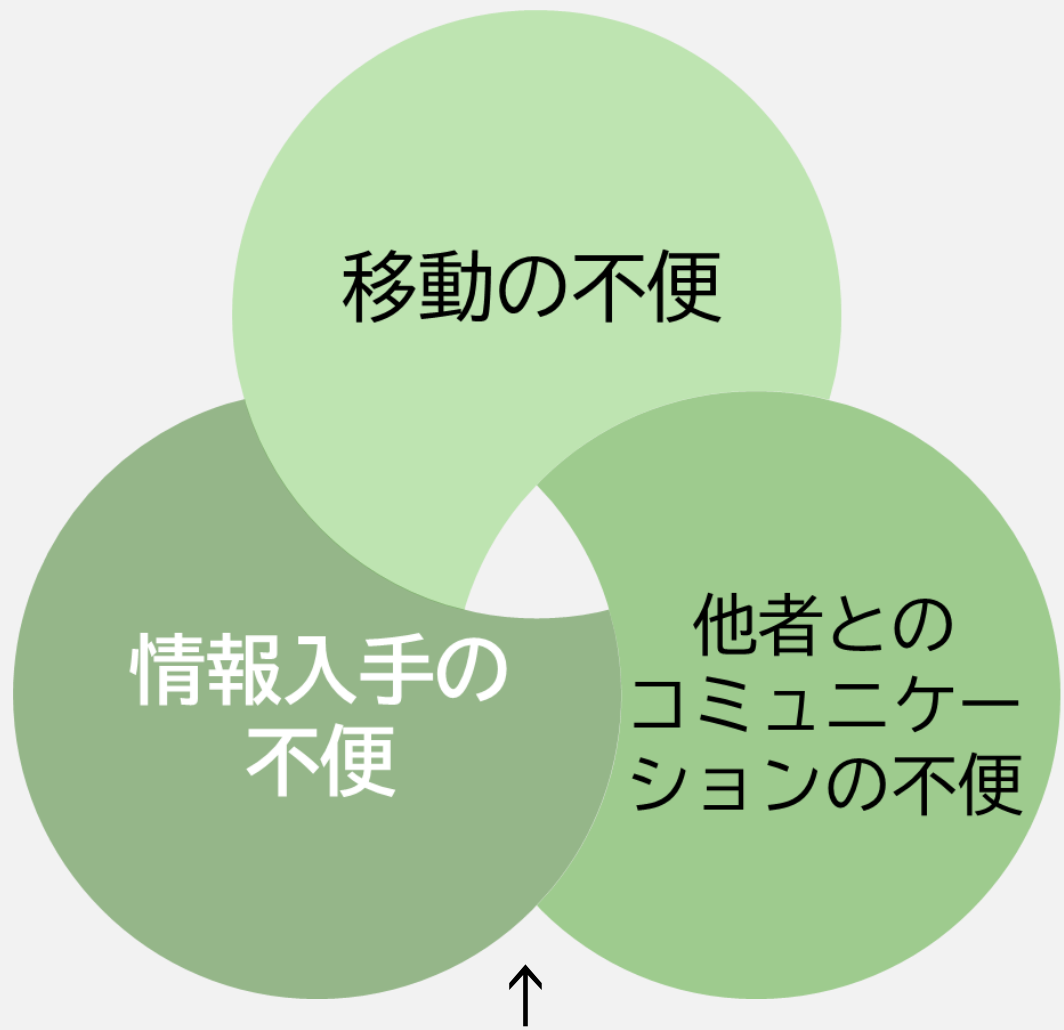 移動の不便
情報入手の
不便
他者との
コミュニケー
ションの不便
↑